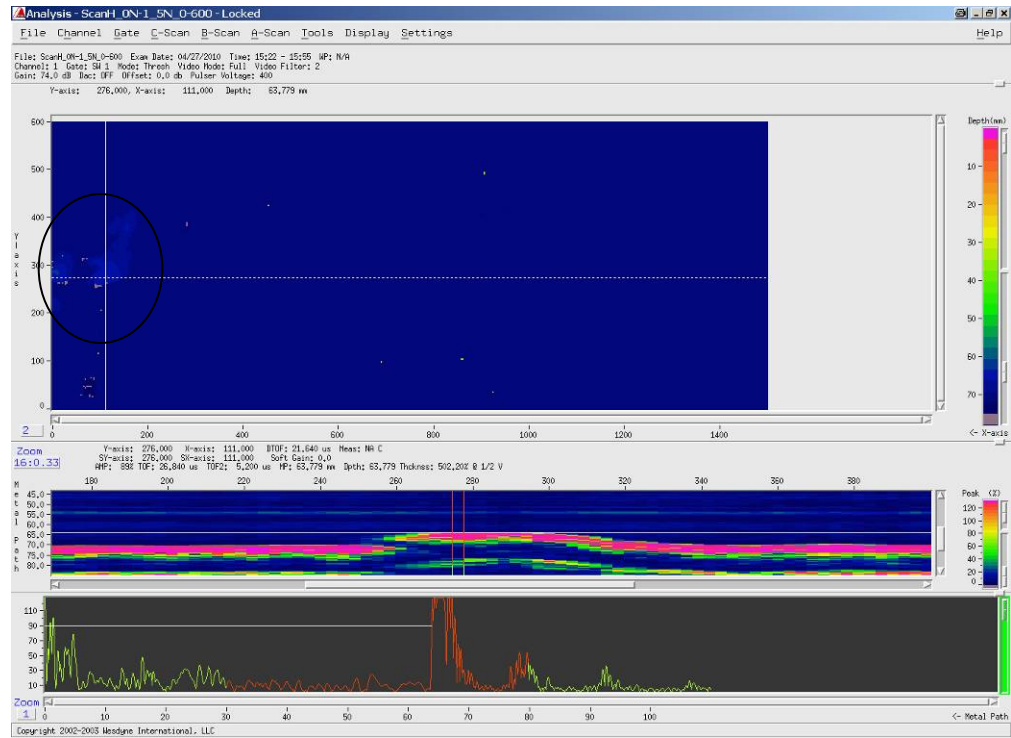 Analysis - ScanH_0N-1_5N_0-600 - Locked
File Channel Gate C-Scan B-Scan A-Scan Tools Display Settings Help
File: ScanH_0N-1_5N_0-600 Exam Date: 04/27/2010 Time: 15:22 - 15:55 WP: N/A
Channel: 1 Gate: SW 1 Mode: Thresh Video Mode: Full Video Filter: 2
Gain: 74.0 dB Dac: OFF Offset: 0.0 db Pulser Voltage: 400
Y-axis: 276.000, X-axis: 111.000 Depth: 63.779 mm
Depth(mm)
600
500
400
300
200
100
0
Y-axis
10
20
30
40
50
60
70
2
0 200 400 600 800 1000 1200 1400
<- X-axis
Zoom
16:0.33
Y-axis: 276.000 X-axis: 111.000 DTOF: 21.640 us Meas: NA C
SY-axis: 276.000 SX-axis: 111.000 Soft Gain: 0.0
AMP: 89% TOF: 26.840 us TOF2: 5.200 us MP: 63.779 mm Dpth: 63.779 Thckness: 502.20% @ 1/2 V
180 200 220 240 260 280 300 320 340 360 380
Metal Path
45.0
50.0
55.0
60.0
65.0
70.0
75.0
80.0
Peak (%)
120
100
80
60
40
20
0
110
90
70
50
30
10
Zoom
1
0 10 20 30 40 50 60 70 80 90 100
<- Metal Path
Copyright 2002-2003 Wesdyne International, LLC